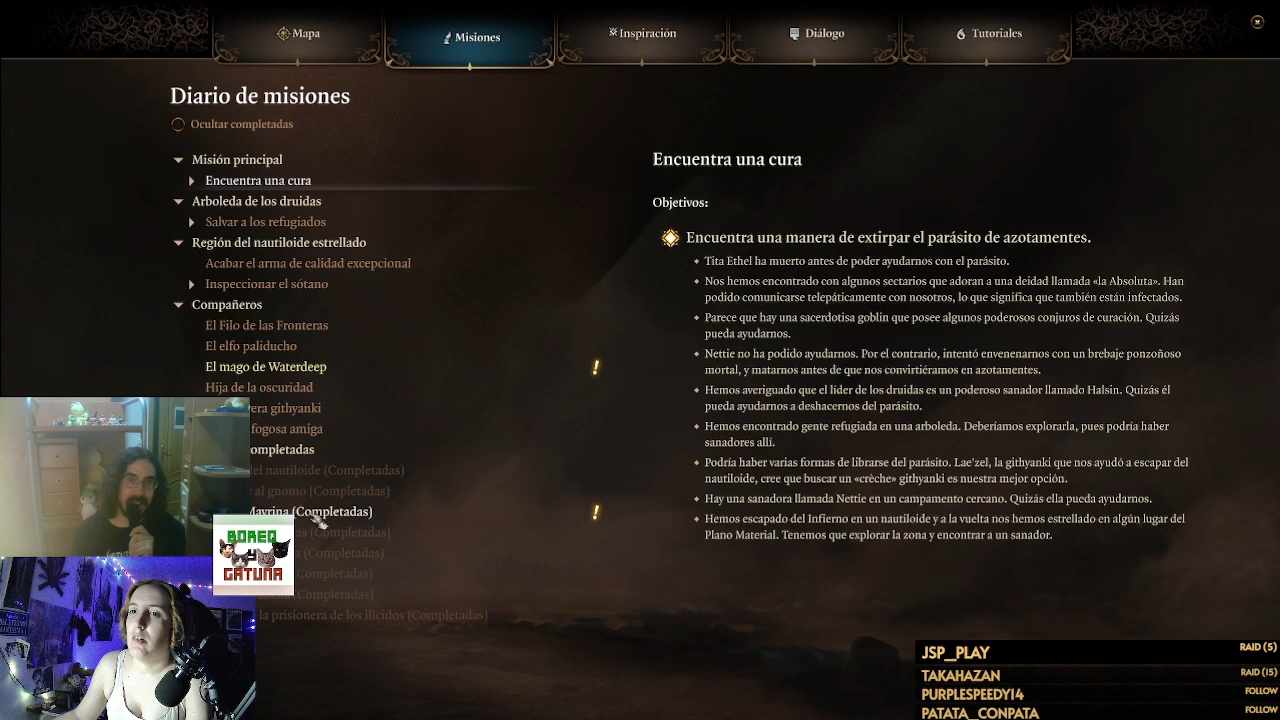 Mapa
Misiones
Inspiración
Diálogo
Tutoriales
Diario de misiones
Ocultar completadas
Misión principal
Encuentra una cura
Arboleda de los druidas
Salvar a los refugiados
Región del nautiloide estrellado
Acabar el arma de calidad excepcional
Inspeccionar el sótano
Compañeros
El Filo de las Fronteras
El elfo paliducho
El mago de Waterdeep
Hija de la oscuridad
githyanki
fogosa amiga
del nautiloide (Completadas)
al gnomo (Completadas)
Mayrina (Completadas)
(Completadas)
la prisionera de los ilícidos (Completadas)
Encuentra una cura
Objetivos:
Encuentra una manera de extirpar el parásito de azotamentes.
Tita Ethel ha muerto antes de poder ayudarnos con el parásito.
Nos hemos encontrado con algunos sectarios que adoran a una deidad llamada «la Absoluta». Han
podido comunicarse telepáticamente con nosotros, lo que significa que también están infectados.
Parece que hay una sacerdotisa goblin que posee algunos poderosos conjuros de curación. Quizás
pueda ayudarnos.
Nettie no ha podido ayudarnos. Por el contrario, intentó envenenarnos con un brebaje ponzoñoso
mortal, y matarnos antes de que nos convirtiéramos en azotamentes.
Hemos averiguado que el líder de los druidas es un poderoso sanador llamado Halsin. Quizás él
pueda ayudarnos a deshacernos del parásito.
Hemos encontrado gente refugiada en una arboleda. Deberíamos explorarla, pues podría haber
sanadores allí.
Podría haber varias formas de librarse del parásito. Lae'zel, la githyanki que nos ayudó a escapar del
nautiloide, cree que buscar un «crèche» githyanki es nuestra mejor opción.
Hay una sanadora llamada Nettie en un campamento cercano. Quizás ella pueda ayudarnos.
Hemos escapado del Infierno en un nautiloide y a la vuelta nos hemos estrellado en algún lugar del
Plano Material. Tenemos que explorar la zona y encontrar a un sanador.
BOREO
Y
GATUNA
JSP_PLAY RAID (5)
TAKAHAZAN RAID (15)
PURPLESPEEDY14 FOLLOW
PATATA_CONPATA FOLLOW